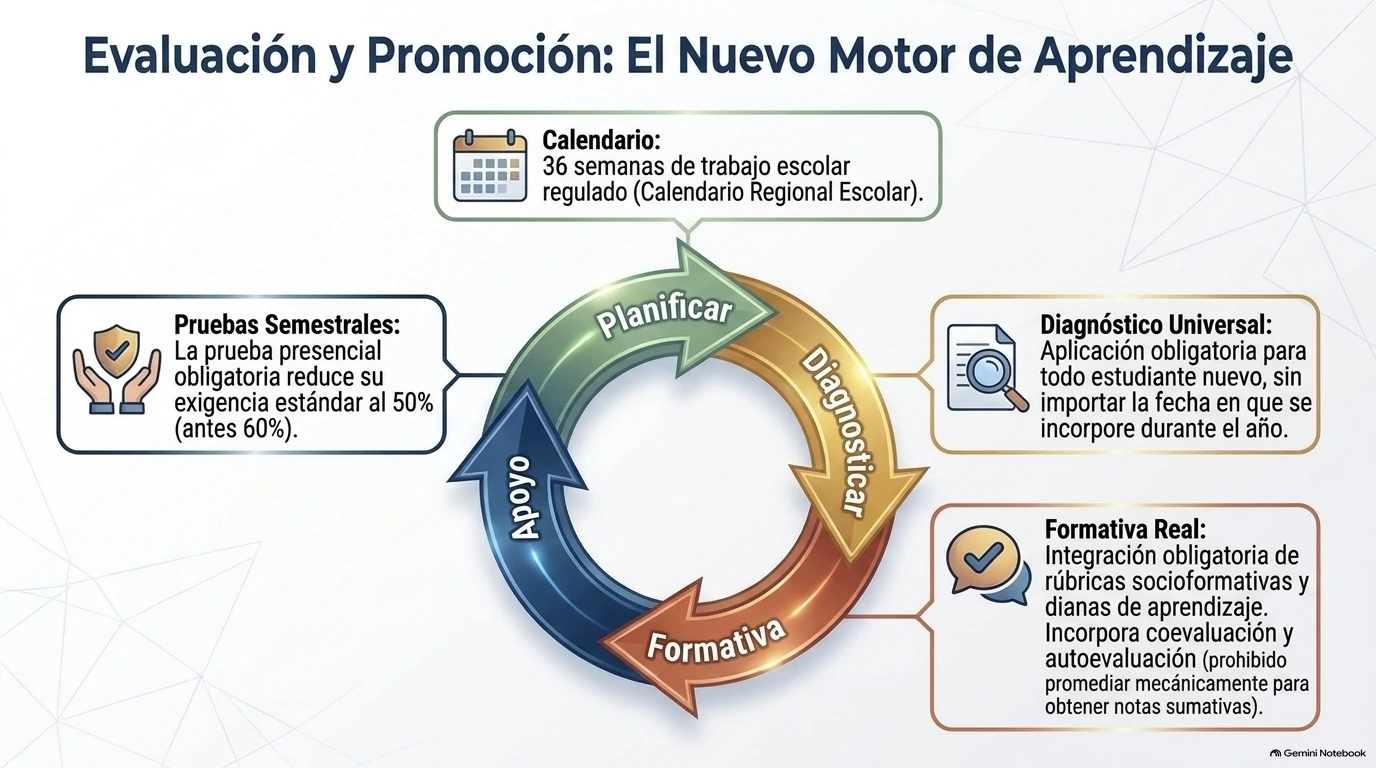 Evaluación y Promoción: El Nuevo Motor de Aprendizaje
Calendario:
36 semanas de trabajo escolar
regulado (Calendario Regional Escolar).
Pruebas Semestrales:
La prueba presencial
obligatoria reduce su
exigencia estándar al 50%
(antes 60%).
Planificar
Diagnosticar
Formativa
Apoyo
Diagnóstico Universal:
Aplicación obligatoria para
todo estudiante nuevo, sin
importar la fecha en que se
incorpore durante el año.
Formativa Real:
Integración obligatoria de
rúbricas socioformativas y
dianas de aprendizaje.
Incorpora coevaluación y
autoevaluación (prohibido
promediar mecánicamente para
obtener notas sumativas).
Gemini Notebook